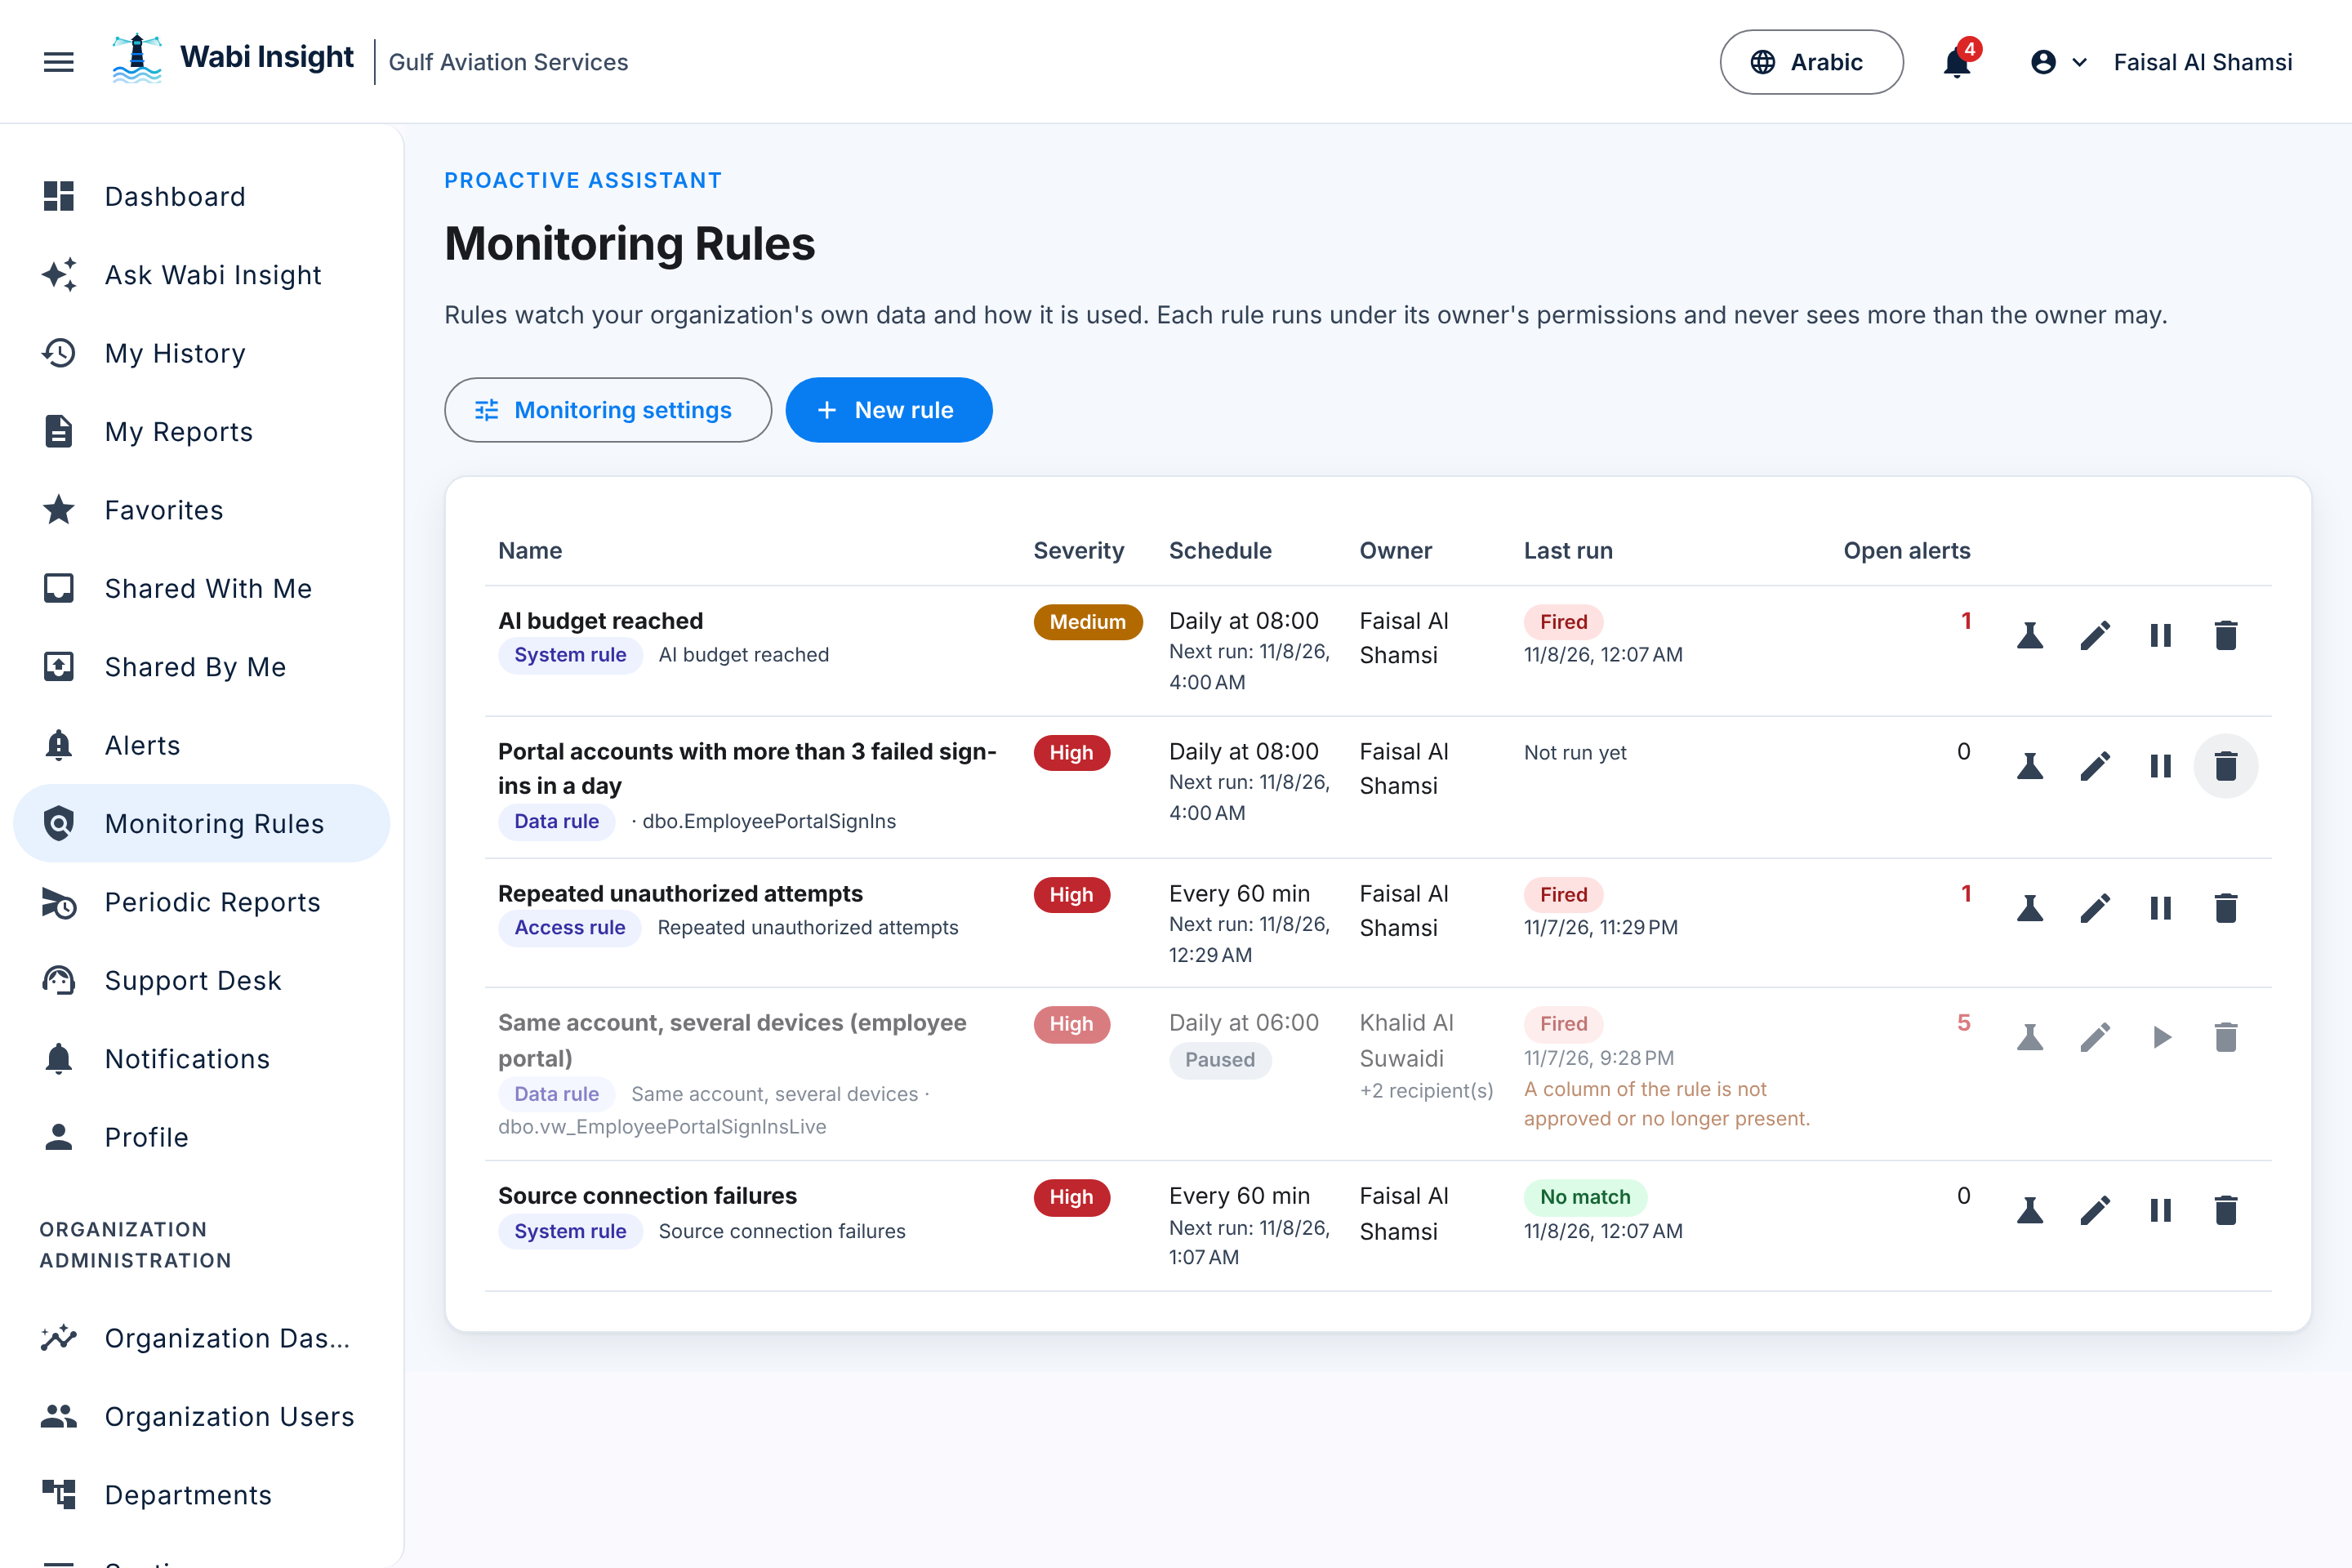 Wabi Insight
Gulf Aviation Services
Arabic
4
Faisal Al Shamsi
Dashboard
Ask Wabi Insight
My History
My Reports
Favorites
Shared With Me
Shared By Me
Alerts
Monitoring Rules
Periodic Reports
Support Desk
Notifications
Profile
ORGANIZATION
ADMINISTRATION
Organization Das...
Organization Users
Departments
PROACTIVE ASSISTANT
Monitoring Rules
Rules watch your organization's own data and how it is used. Each rule runs under its owner's permissions and never sees more than the owner may.
Monitoring settings
+ New rule
Name Severity Schedule Owner Last run Open alerts
AI budget reached
System rule AI budget reached
Medium
Daily at 08:00
Next run: 11/8/26,
4:00 AM
Faisal Al
Shamsi
Fired
11/8/26, 12:07 AM
1
Portal accounts with more than 3 failed sign-
ins in a day
Data rule · dbo.EmployeePortalSignIns
High
Daily at 08:00
Next run: 11/8/26,
4:00 AM
Faisal Al
Shamsi
Not run yet
0
Repeated unauthorized attempts
Access rule Repeated unauthorized attempts
High
Every 60 min
Next run: 11/8/26,
12:29 AM
Faisal Al
Shamsi
Fired
11/7/26, 11:29 PM
1
Same account, several devices (employee
portal)
Data rule Same account, several devices ·
dbo.vw_EmployeePortalSignInsLive
High
Daily at 06:00
Paused
Khalid Al
Suwaidi
+2 recipient(s)
Fired
11/7/26, 9:28 PM
A column of the rule is not
approved or no longer present.
5
Source connection failures
System rule Source connection failures
High
Every 60 min
Next run: 11/8/26,
1:07 AM
Faisal Al
Shamsi
No match
11/8/26, 12:07 AM
0